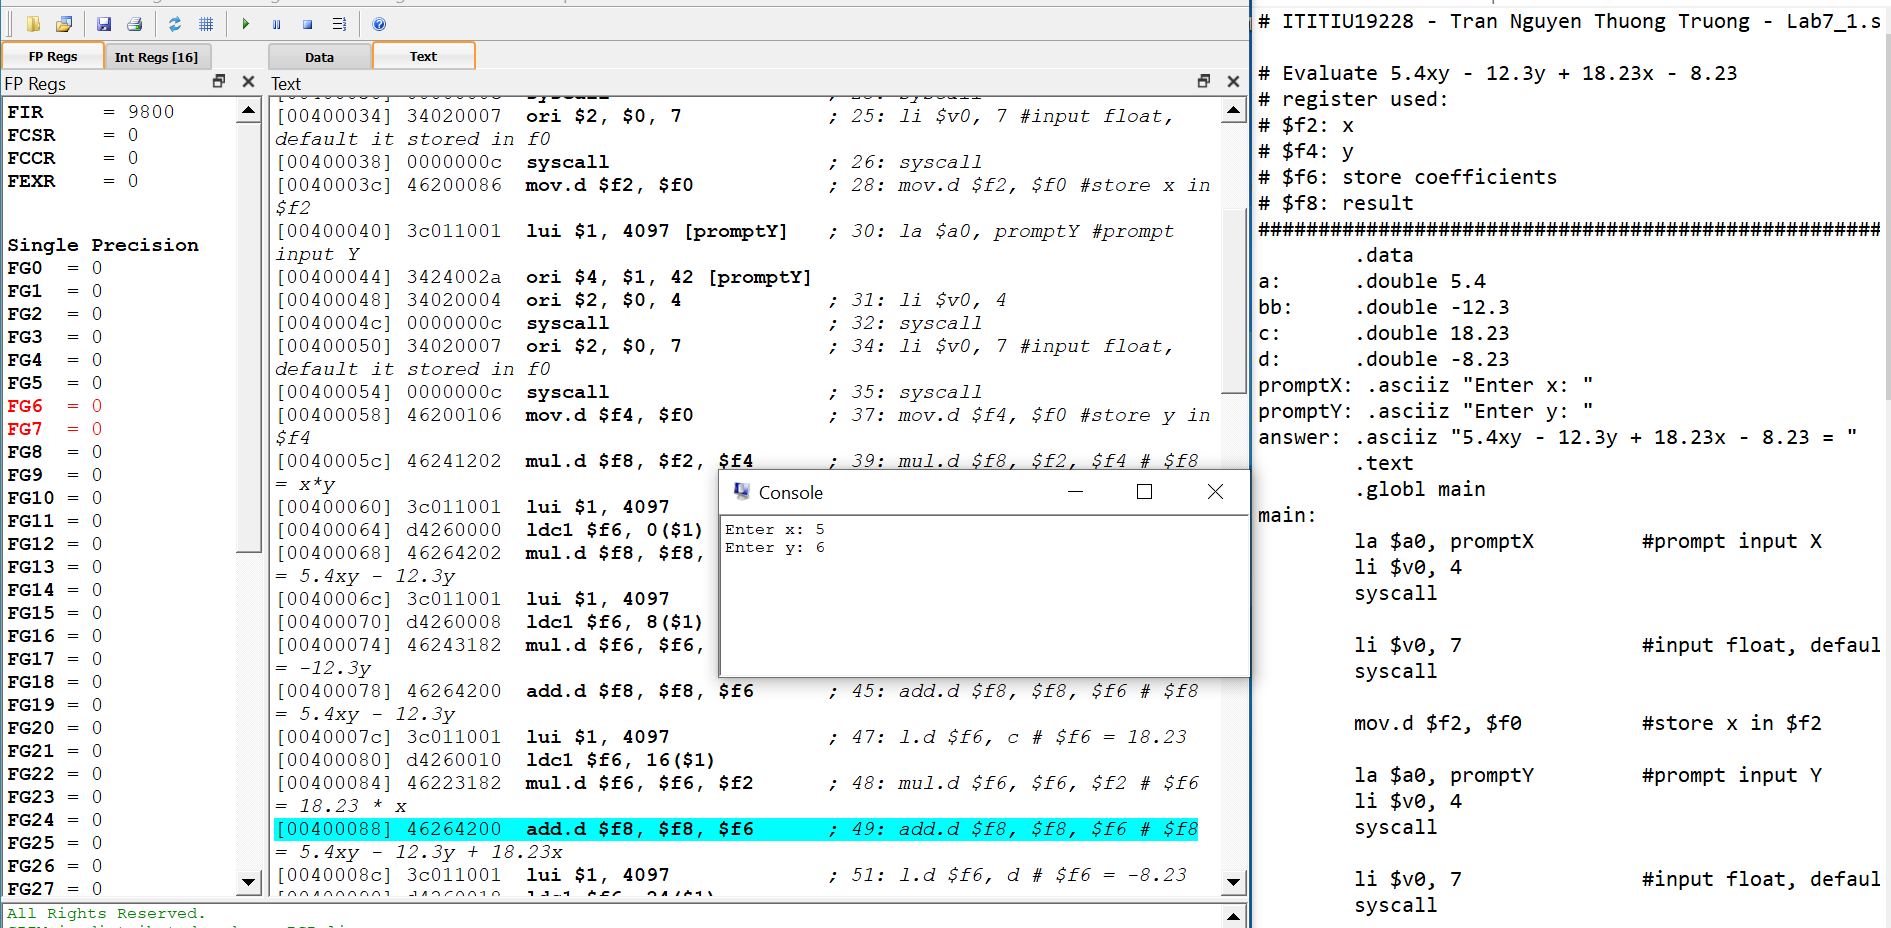 FP Regs
Int Regs [16]
Data
Text
FP Regs
FIR = 9800
FCSR = 0
FCCR = 0
FEXR = 0
Single Precision
FG0 = 0
FG1 = 0
FG2 = 0
FG3 = 0
FG4 = 0
FG5 = 0
FG6 = 0
FG7 = 0
FG8 = 0
FG9 = 0
FG10 = 0
FG11 = 0
FG12 = 0
FG13 = 0
FG14 = 0
FG15 = 0
FG16 = 0
FG17 = 0
FG18 = 0
FG19 = 0
FG20 = 0
FG21 = 0
FG22 = 0
FG23 = 0
FG24 = 0
FG25 = 0
FG26 = 0
FG27 = 0
Text
[00400034] 34020007 ori $2, $0, 7 ; 25: li $v0, 7 #input float,
default it stored in f0
[00400038] 0000000c syscall ; 26: syscall
[0040003c] 46200086 mov.d $f2, $f0 ; 28: mov.d $f2, $f0 #store x in
$f2
[00400040] 3c011001 lui $1, 4097 [promptY] ; 30: la $a0, promptY #prompt
input Y
[00400044] 3424002a ori $4, $1, 42 [promptY]
[00400048] 34020004 ori $2, $0, 4 ; 31: li $v0, 4
[0040004c] 0000000c syscall ; 32: syscall
[00400050] 34020007 ori $2, $0, 7 ; 34: li $v0, 7 #input float,
default it stored in f0
[00400054] 0000000c syscall ; 35: syscall
[00400058] 46200106 mov.d $f4, $f0 ; 37: mov.d $f4, $f0 #store y in
$f4
[0040005c] 46241202 mul.d $f8, $f2, $f4 ; 39: mul.d $f8, $f2, $f4 # $f8
= x*y
[00400060] 3c011001 lui $1, 4097
[00400064] d4260000 ldc1 $f6, 0($1)
[00400068] 46264202 mul.d $f8, $f8,
= 5.4xy - 12.3y
[0040006c] 3c011001 lui $1, 4097
[00400070] d4260008 ldc1 $f6, 8($1)
[00400074] 46243182 mul.d $f6, $f6,
= -12.3y
[00400078] 46264200 add.d $f8, $f8, $f6 ; 45: add.d $f8, $f8, $f6 # $f8
= 5.4xy - 12.3y
[0040007c] 3c011001 lui $1, 4097 ; 47: l.d $f6, c # $f6 = 18.23
[00400080] d4260010 ldc1 $f6, 16($1)
[00400084] 46223182 mul.d $f6, $f6, $f2 ; 48: mul.d $f6, $f6, $f2 # $f6
= 18.23 * x
[00400088] 46264200 add.d $f8, $f8, $f6 ; 49: add.d $f8, $f8, $f6 # $f8
= 5.4xy - 12.3y + 18.23x
[0040008c] 3c011001 lui $1, 4097 ; 51: l.d $f6, d # $f6 = -8.23
Console
Enter x: 5
Enter y: 6
All Rights Reserved.
# ITITIU19228 - Tran Nguyen Thuong Truong - Lab7_1.s
# Evaluate 5.4xy - 12.3y + 18.23x - 8.23
# register used:
# $f2: x
# $f4: y
# $f6: store coefficients
# $f8: result
####################################################
.data
a: .double 5.4
bb: .double -12.3
c: .double 18.23
d: .double -8.23
promptX: .asciiz "Enter x: "
promptY: .asciiz "Enter y: "
answer: .asciiz "5.4xy - 12.3y + 18.23x - 8.23 = "
.text
.globl main
main:
la $a0, promptX #prompt input X
li $v0, 4
syscall
li $v0, 7 #input float, defaul
syscall
mov.d $f2, $f0 #store x in $f2
la $a0, promptY #prompt input Y
li $v0, 4
syscall
li $v0, 7 #input float, defaul
syscall